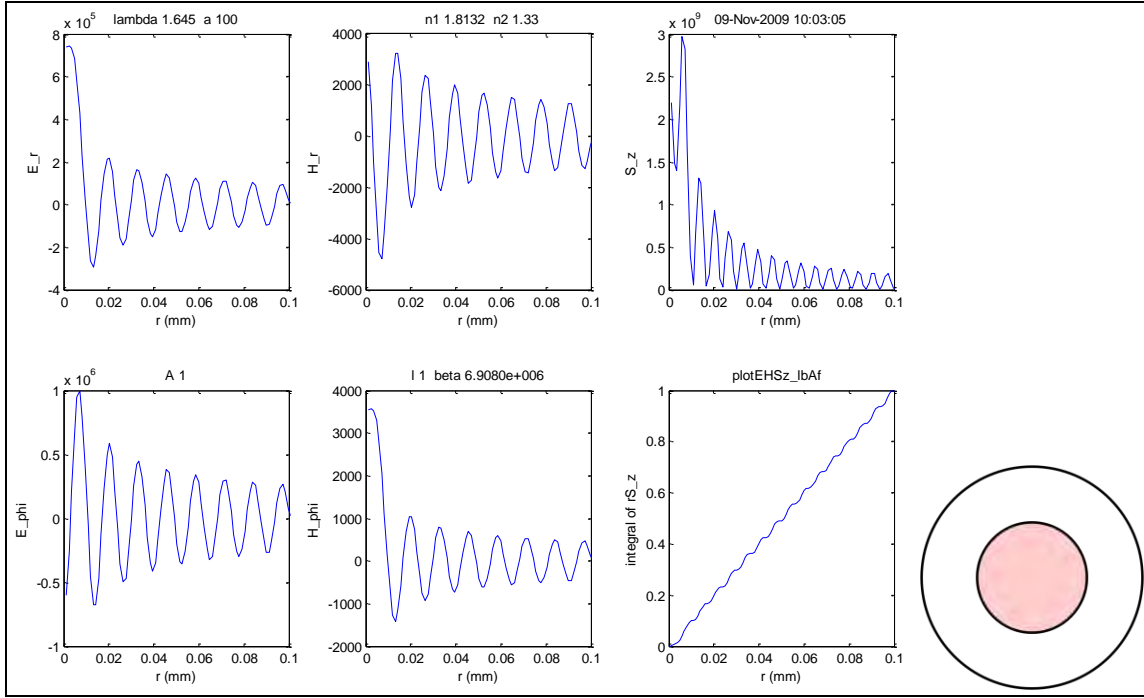 lambda 1.645 a 100
x 10^5
8
6
4
2
0
-2
-4
E_r
0 0.02 0.04 0.06 0.08 0.1
r (mm)
n1 1.8132 n2 1.33
4000
2000
0
-2000
-4000
-6000
H_r
0 0.02 0.04 0.06 0.08 0.1
r (mm)
09-Nov-2009 10:03:05
x 10^9
3
2.5
2
1.5
1
0.5
0
S_z
0 0.02 0.04 0.06 0.08 0.1
r (mm)
A 1
x 10^6
1
0.5
0
-0.5
-1
E_phi
0 0.02 0.04 0.06 0.08 0.1
r (mm)
l 1 beta 6.9080e+006
4000
3000
2000
1000
0
-1000
-2000
H_phi
0 0.02 0.04 0.06 0.08 0.1
r (mm)
plotEHSz_lbAf
1
0.8
0.6
0.4
0.2
0
integral of rS_z
0 0.02 0.04 0.06 0.08 0.1
r (mm)